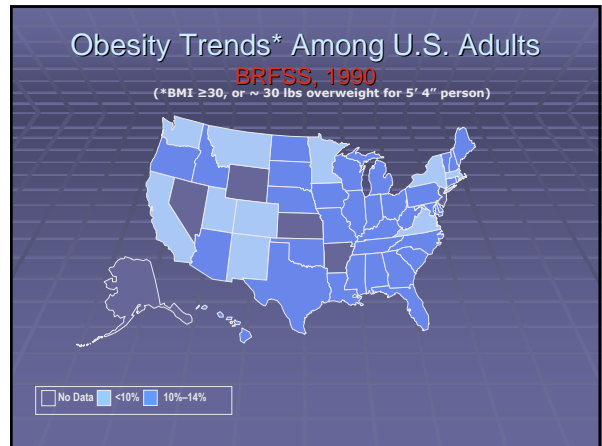 Obesity Trends* Among U.S. Adults
BRFSS, 1990
(*BMI ≥30, or ~ 30 lbs overweight for 5’ 4” person)
No Data <10% 10%–14%